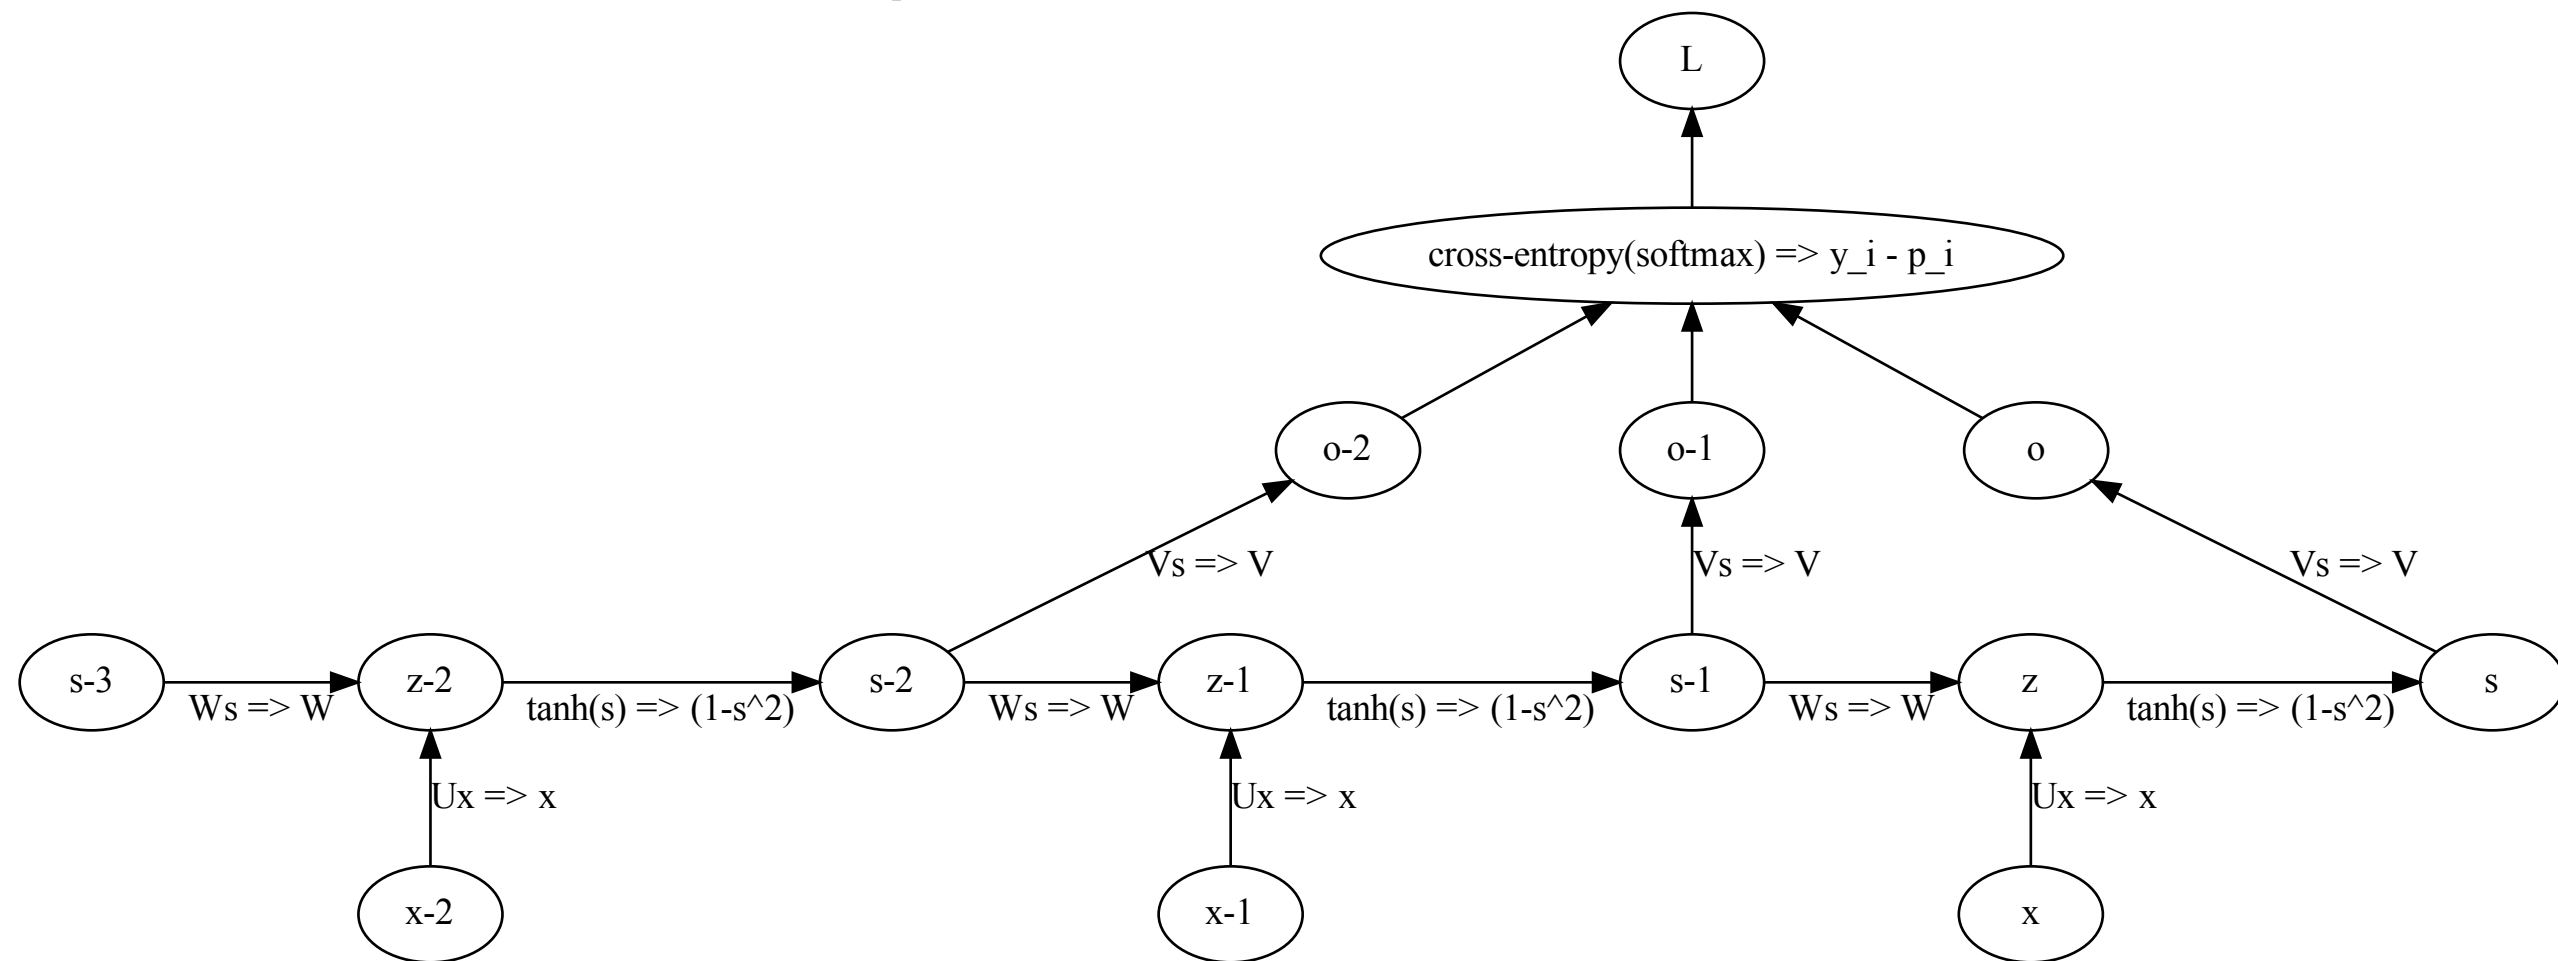 L
cross-entropy(softmax) => y_i - p_i
o-2
o-1
o
Vs => V
Vs => V
Vs => V
s-3
Ws => W
z-2
tanh(s) => (1-s^2)
s-2
Ws => W
z-1
tanh(s) => (1-s^2)
s-1
Ws => W
z
tanh(s) => (1-s^2)
s
Ux => x
Ux => x
Ux => x
x-2
x-1
x